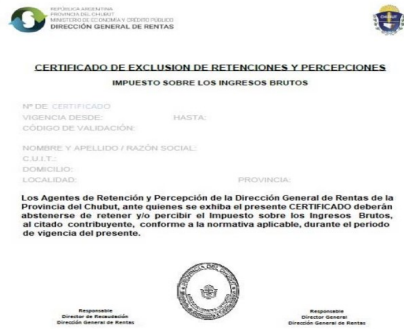 REPÚBLICA ARGENTINA
PROVINCIA DEL CHUBUT
MINISTERIO DE ECONOMÍA Y CRÉDITO PÚBLICO
DIRECCIÓN GENERAL DE RENTAS
CERTIFICADO DE EXCLUSION DE RETENCIONES Y PERCEPCIONES
IMPUESTO SOBRE LOS INGRESOS BRUTOS
Nº DE CERTIFICADO
VIGENCIA DESDE: HASTA:
CÓDIGO DE VALIDACIÓN:
NOMBRE Y APELLIDO / RAZÓN SOCIAL:
C.U.I.T.:
DOMICILIO:
LOCALIDAD: PROVINCIA:
Los Agentes de Retención y Percepción de la Dirección General de Rentas de la
Provincia del Chubut, ante quienes se exhiba el presente CERTIFICADO deberán
abstenerse de retener y/o percibir el Impuesto sobre los Ingresos Brutos,
al citado contribuyente, conforme a la normativa aplicable, durante el periodo
de vigencia del presente.
Responsable
Director de Recaudación
Dirección General de Rentas
Responsable
Director General
Dirección General de Rentas